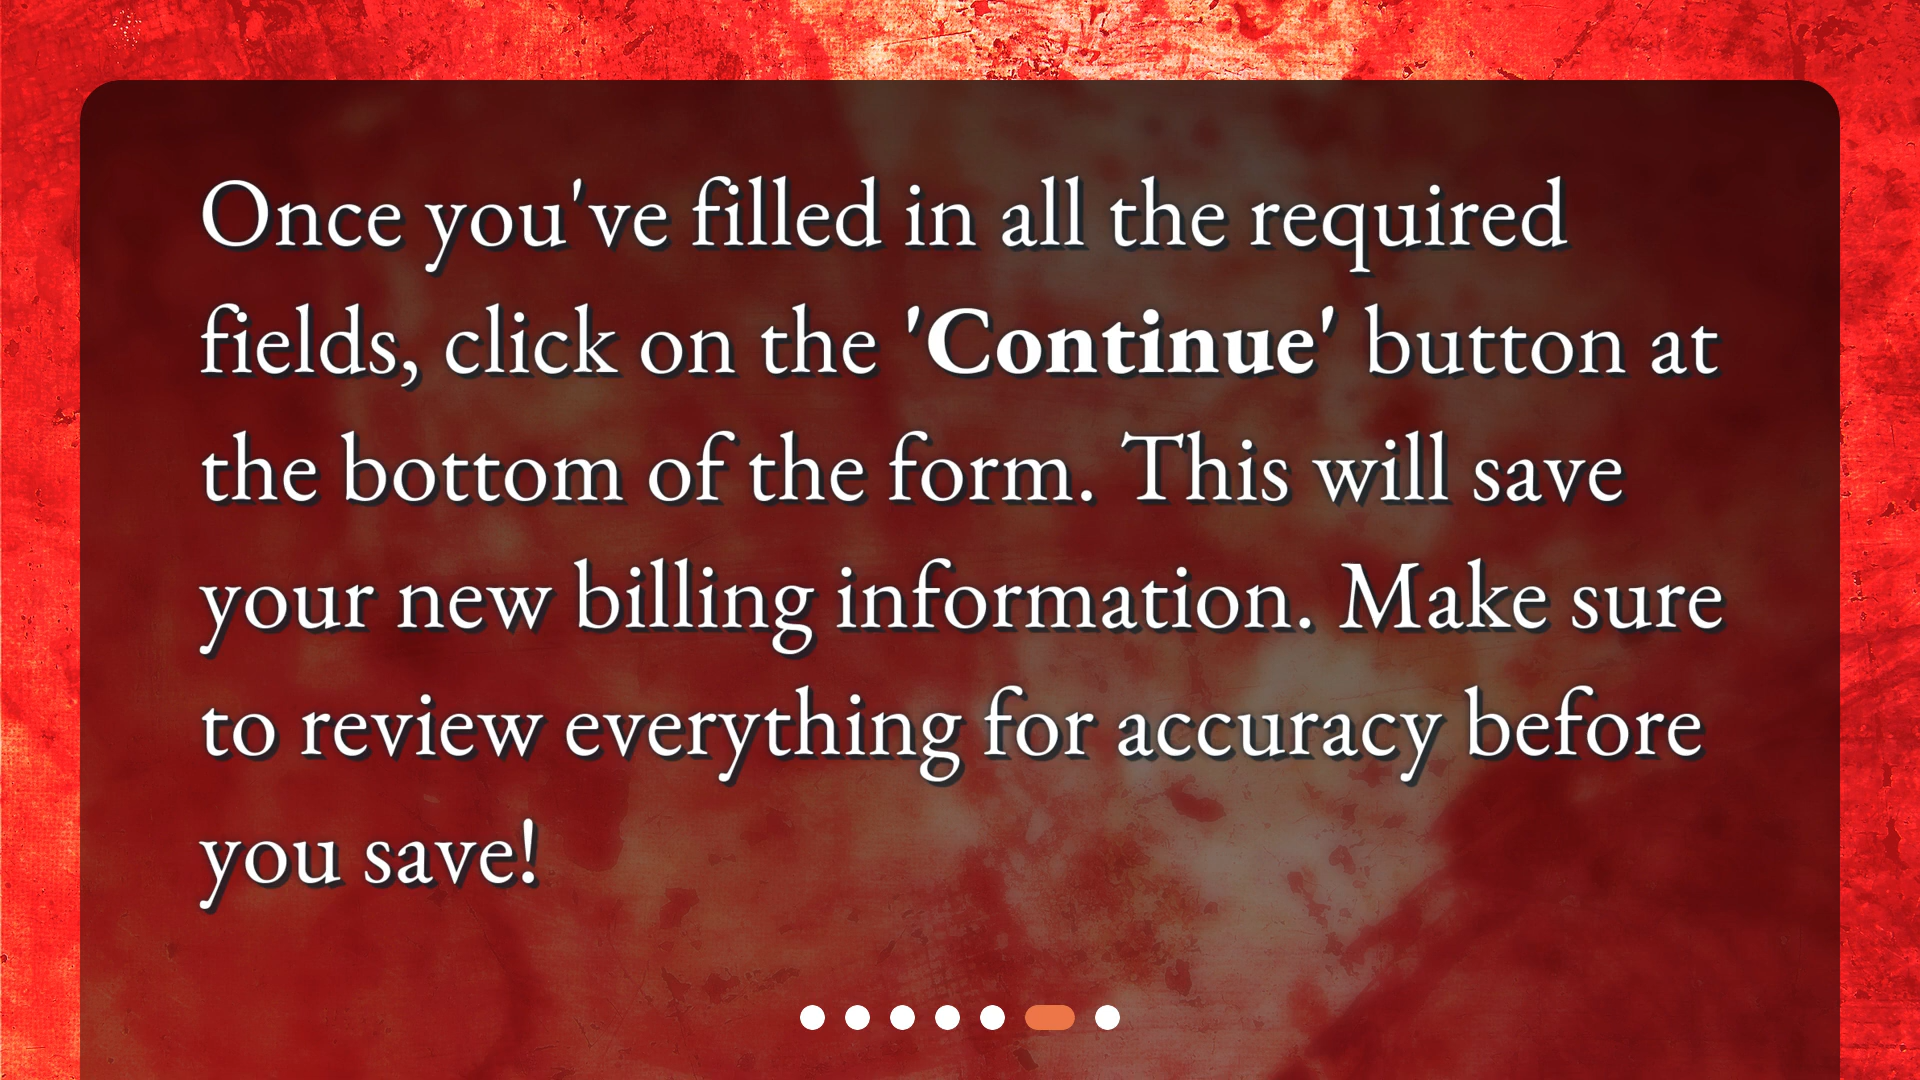 Once you've filled in all the required
fields, click on the 'Continue' button at
the bottom of the form. This will save
your new billing information. Make sure
to review everything for accuracy before
you save!